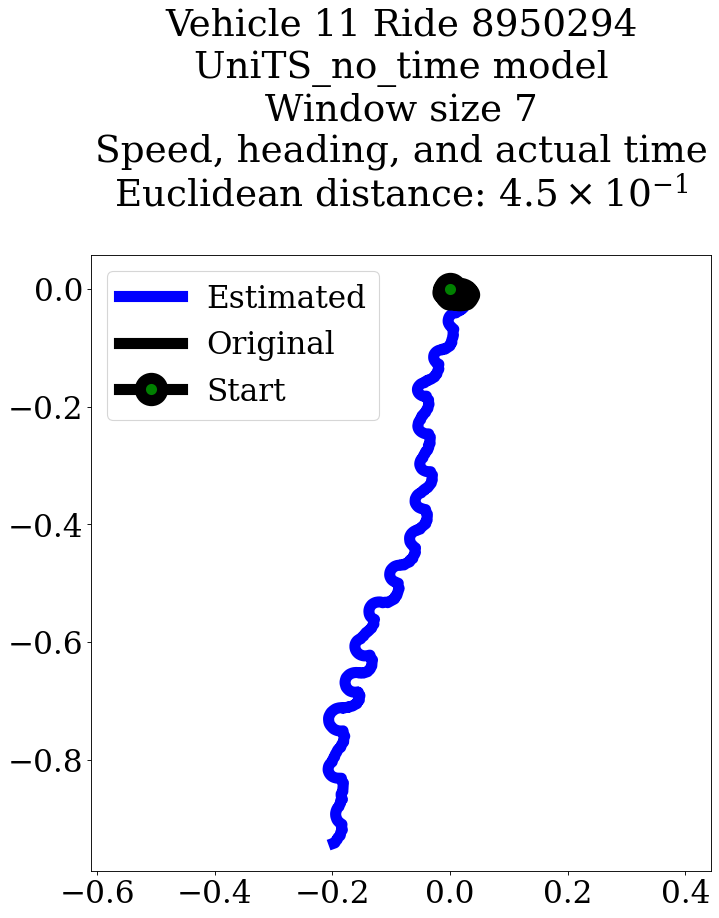 Vehicle 11 Ride 8950294
UniTS_no_time model
Window size 7
Speed, heading, and actual time
Euclidean distance: 4.5 × 10⁻¹
Estimated
Original
Start
0.0
−0.2
−0.4
−0.6
−0.8
−0.6 −0.4 −0.2 0.0 0.2 0.4